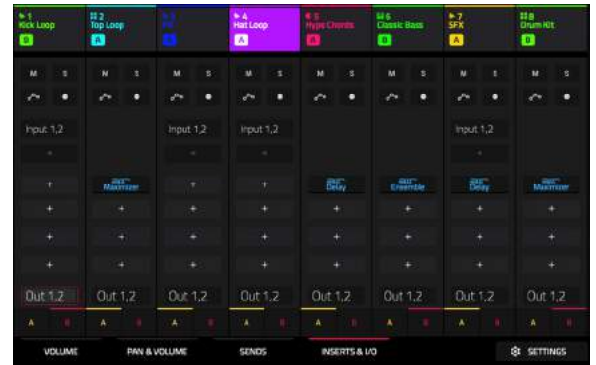 1 2 3 4 5 6 7 8
Kick Loop Top Loop Hat Loop Hype Chords Classic Bass SFX Drum Kit
B A A A A B A B
M S M S M S M S M S M S M S M S
Input 1,2 Input 1,2 Input 1,2 Input 1,2
+ Maximizer + + Delay Ensemble Delay Maximizer
+ + + + + + + +
+ + + + + + + +
+ + + + + + + +
Out 1,2 Out 1,2 Out 1,2 Out 1,2 Out 1,2 Out 1,2 Out 1,2 Out 1,2
A B A B A B A B A B A B A B A B
VOLUME PAN & VOLUME SENDS INSERTS & I/O SETTINGS